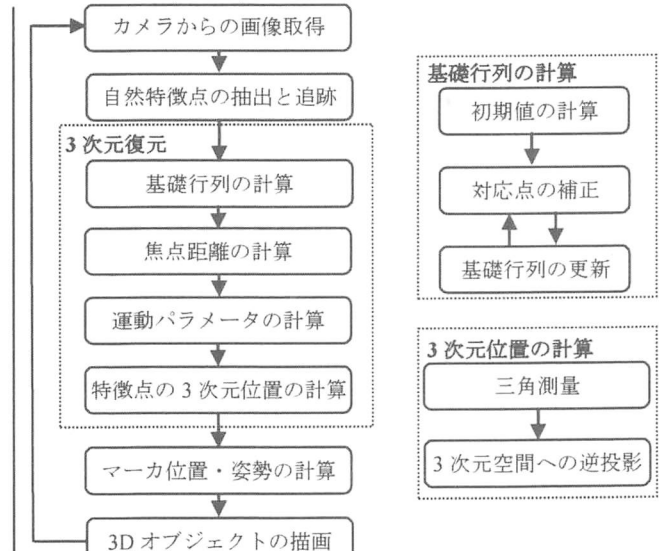 カメラからの画像取得
自然特徴点の抽出と追跡
3次元復元
基礎行列の計算
焦点距離の計算
運動パラメータの計算
特徴点の3次元位置の計算
マーカ位置・姿勢の計算
3Dオブジェクトの描画
基礎行列の計算
初期値の計算
対応点の補正
基礎行列の更新
3次元位置の計算
三角測量
3次元空間への逆投影